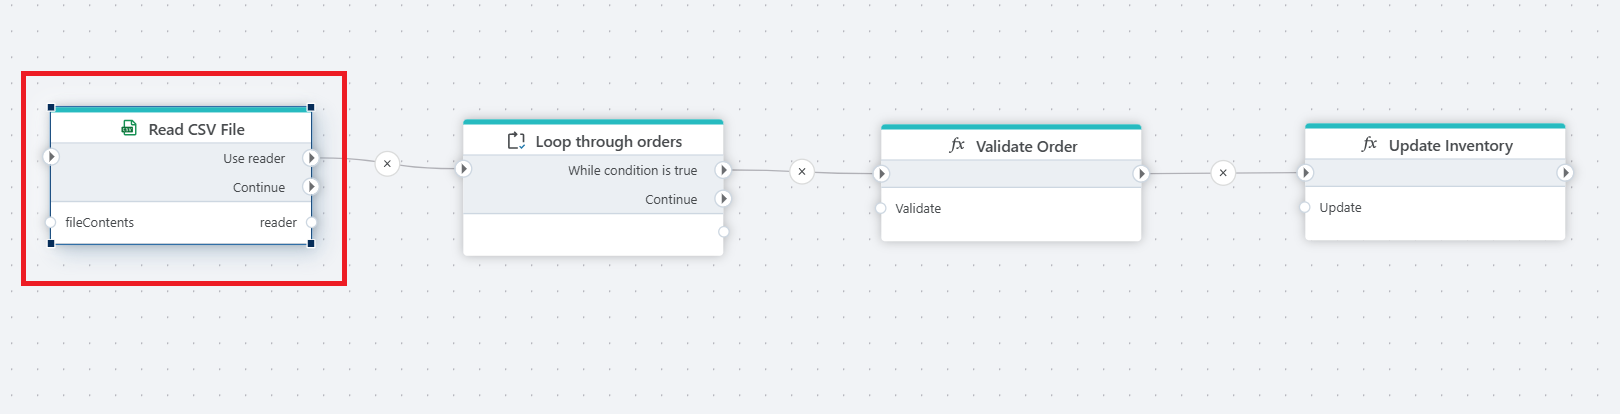 Read CSV File
Use reader
Continue
fileContents
reader
Loop through orders
While condition is true
Continue
fx Validate Order
Validate
fx Update Inventory
Update